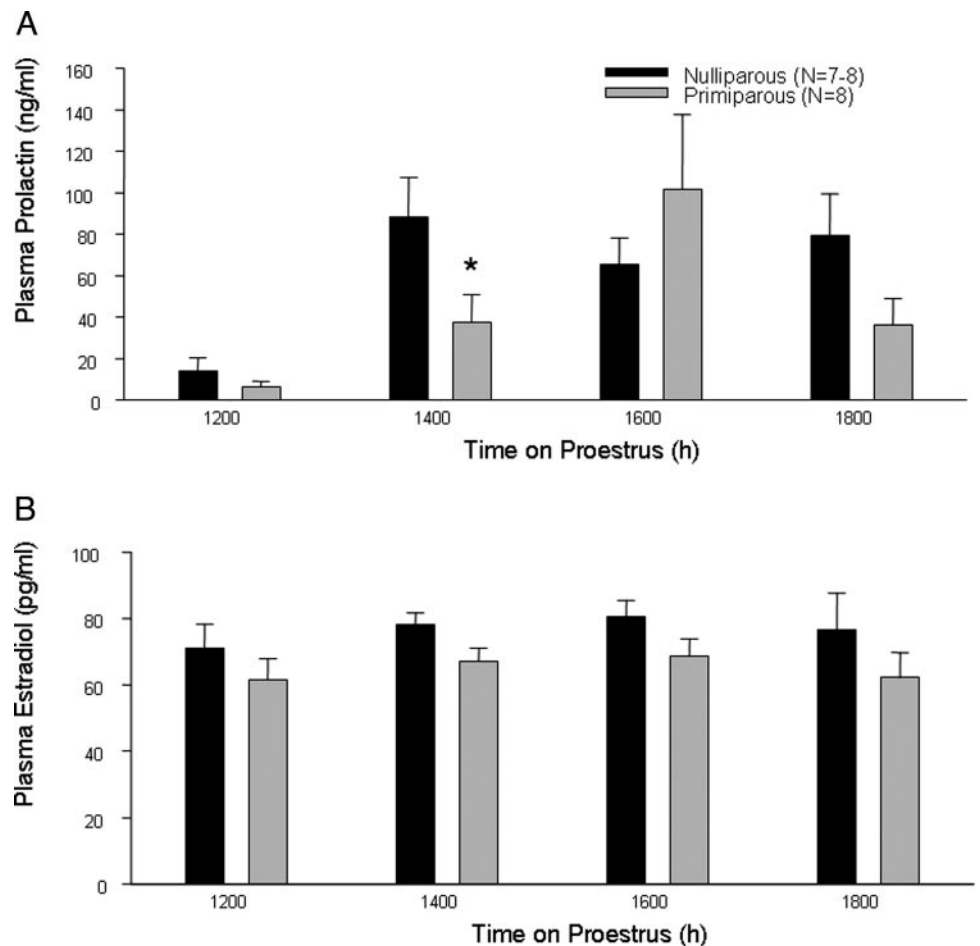 A
Plasma Prolactin (ng/ml)
160
140
120
100
80
60
40
20
0
Nulliparous (N=7-8)
Primiparous (N=8)
*
1200 1400 1600 1800
Time on Proestrus (h)
B
Plasma Estradiol (pg/ml)
100
80
60
40
20
0
1200 1400 1600 1800
Time on Proestrus (h)